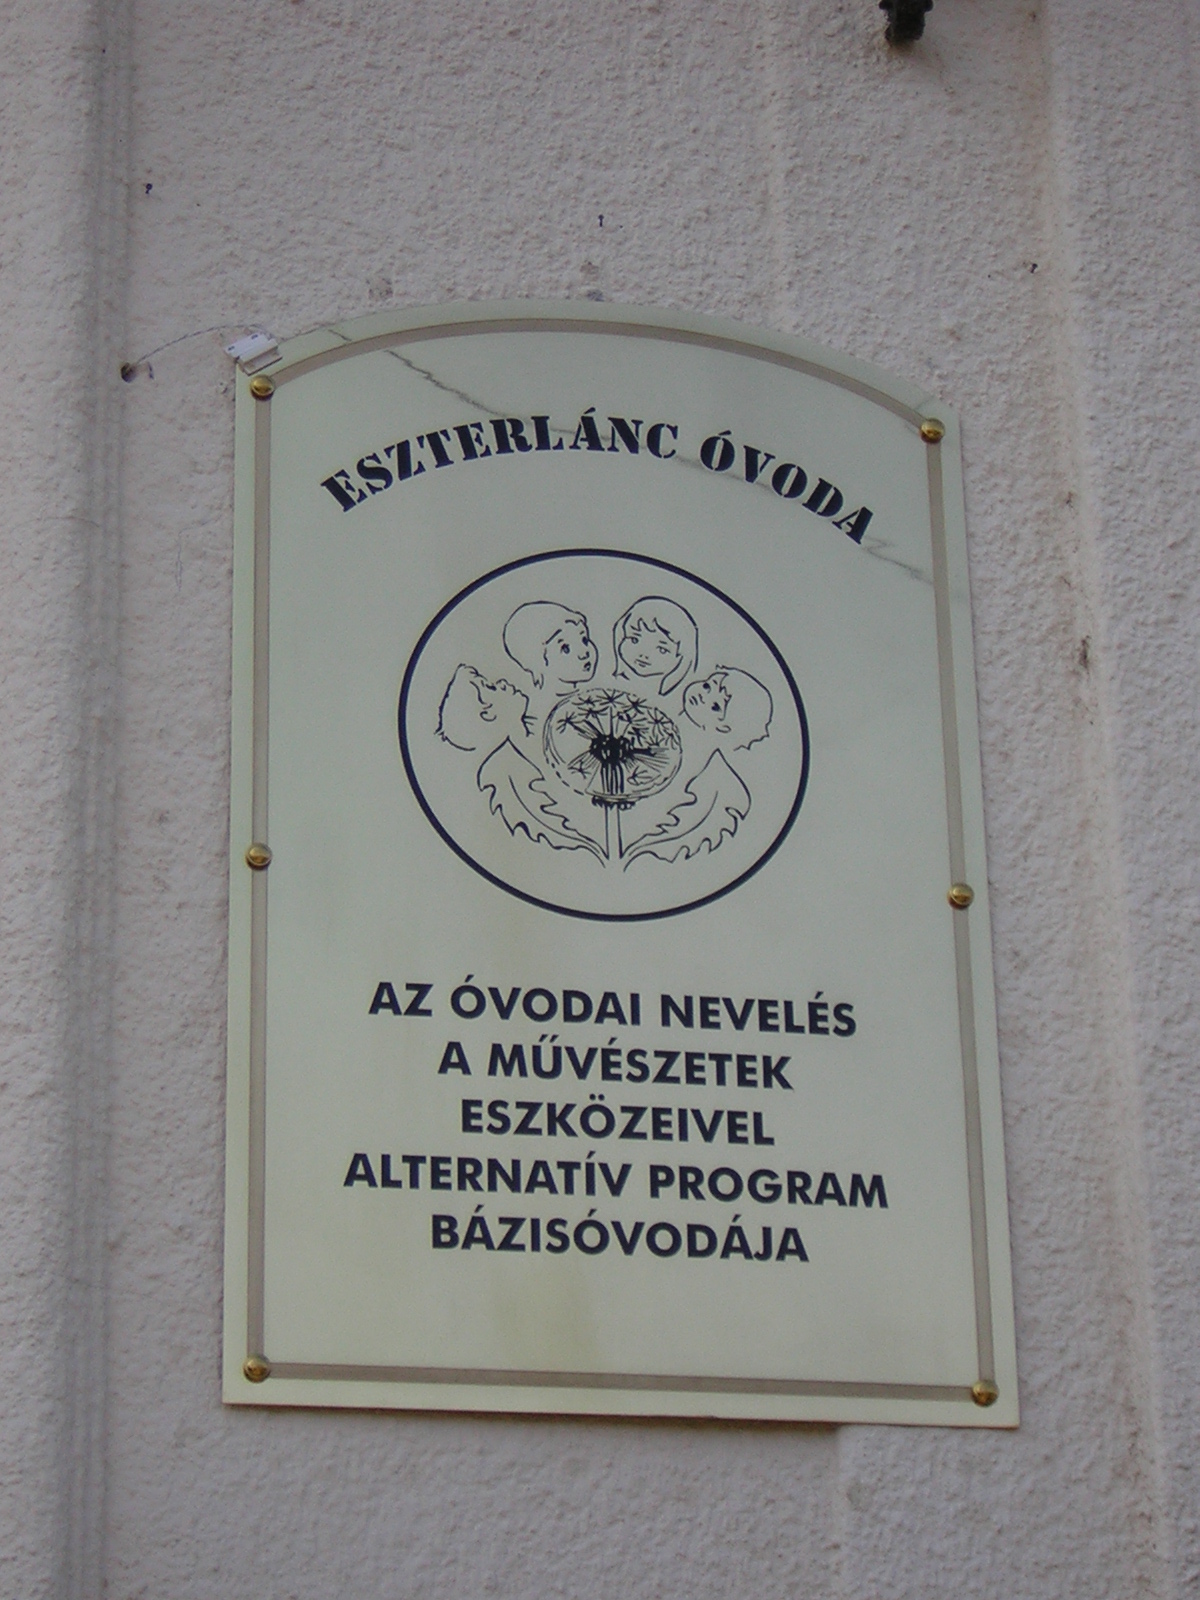 ESZTERLÁNC ÓVODA
AZ ÓVODAI NEVELÉS
A MŰVÉSZETEK
ESZKÖZEIVEL
ALTERNATÍV PROGRAM
BÁZISÓVODÁJA